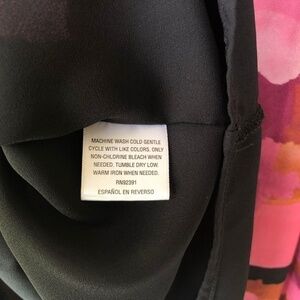 MACHINE WASH COLD GENTLE
CYCLE WITH LIKE COLORS. ONLY
NON-CHLORINE BLEACH WHEN
NEEDED, TUMBLE DRY LOW.
WARM IRON WHEN NEEDED.
RN92391
ESPAÑOL EN REVERSO